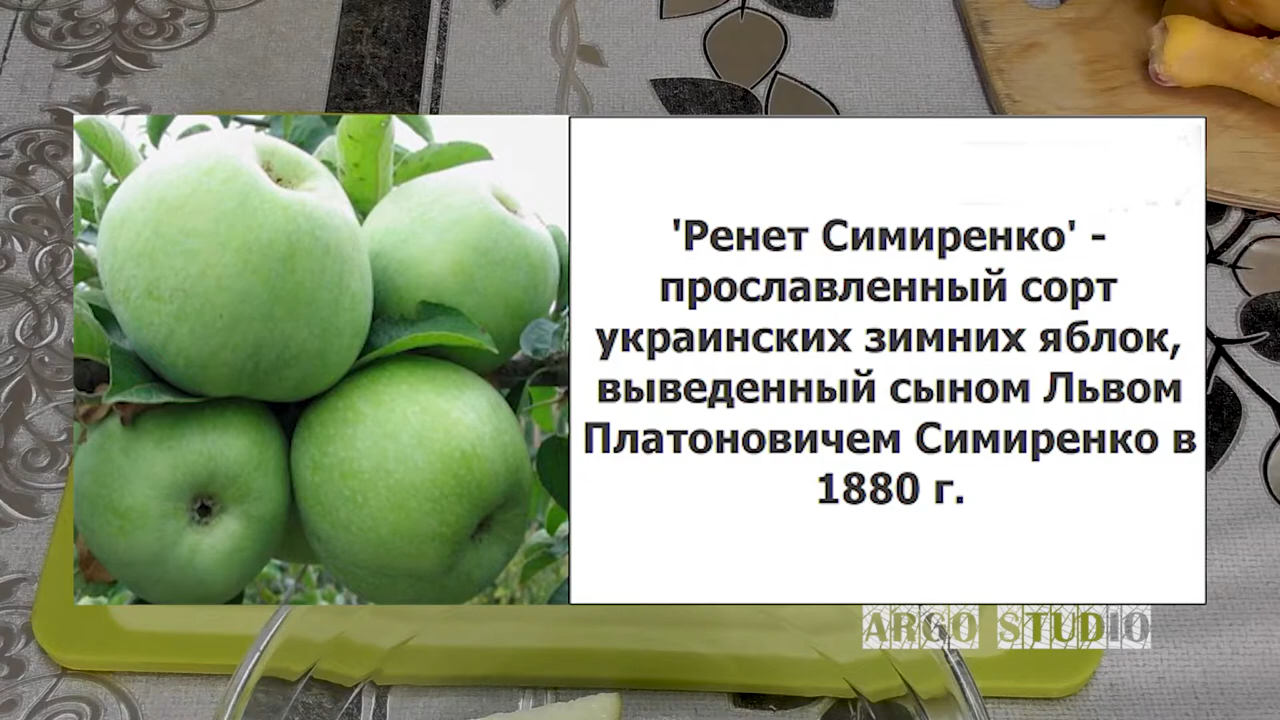 'Ренет Симиренко' -
прославленный сорт
украинских зимних яблок,
выведенный сыном Львом
Платоновичем Симиренко в
1880 г.
ARGO STUDIO